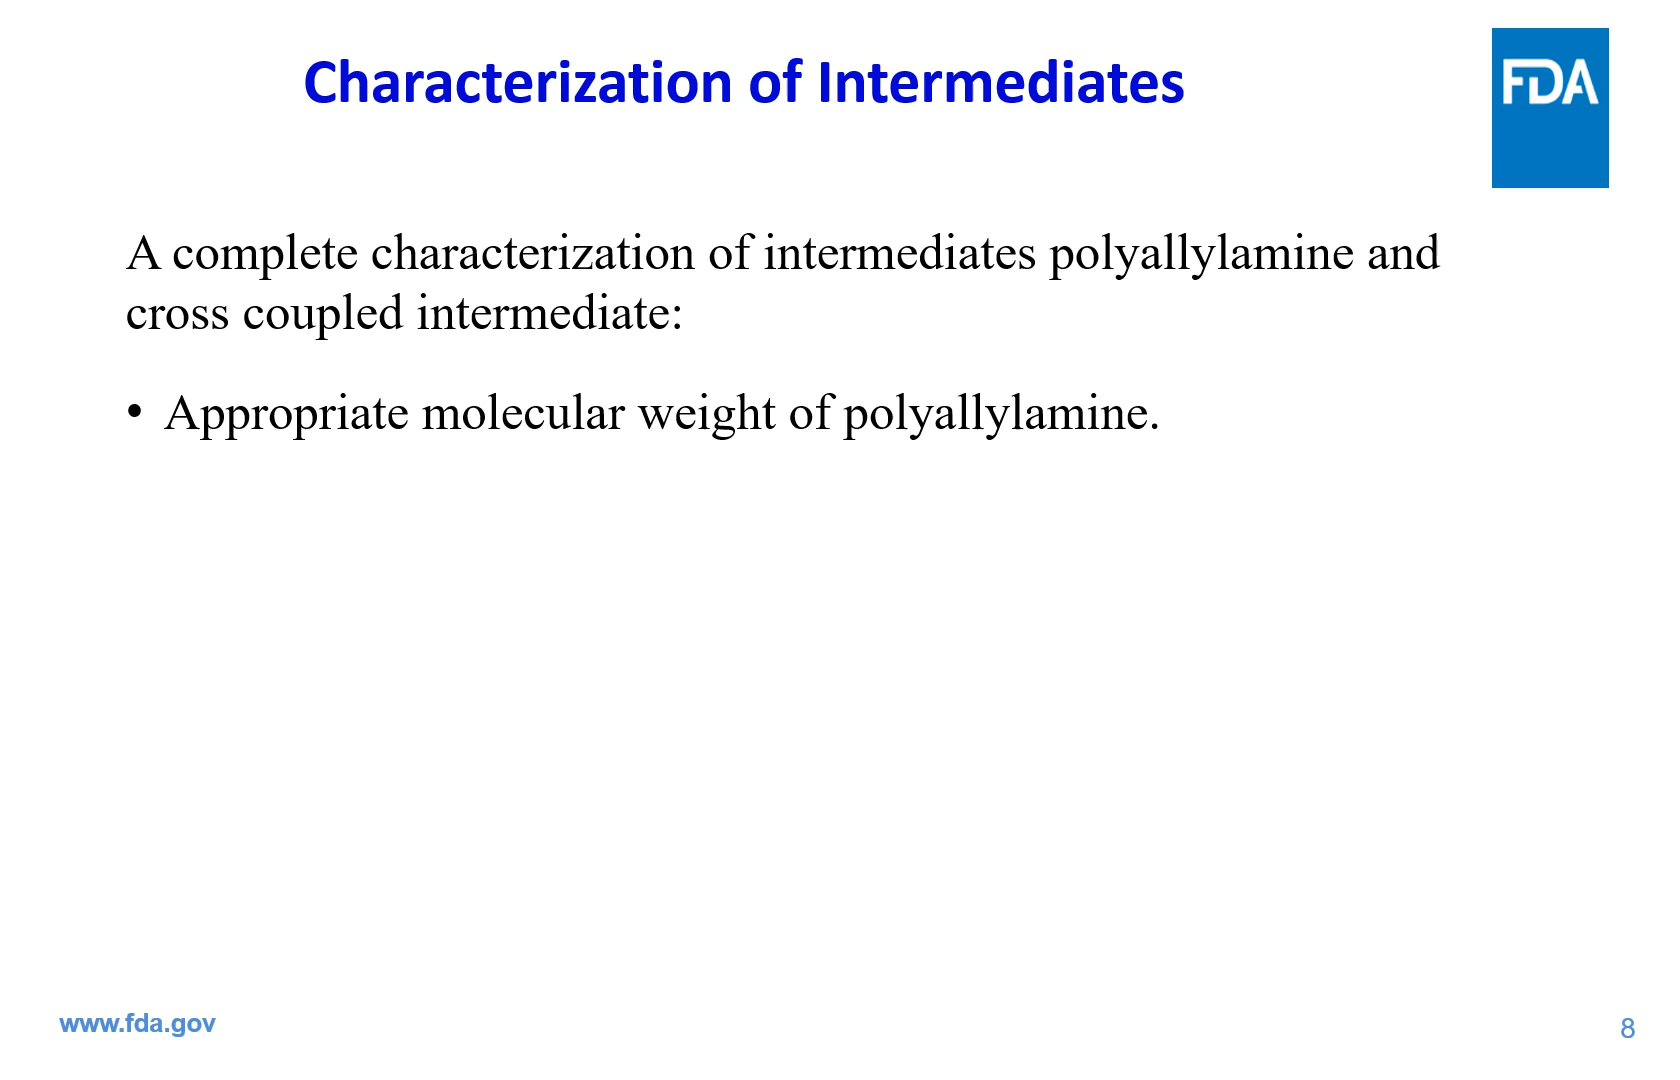 Characterization of Intermediates
FDA
A complete characterization of intermediates polyallylamine and
cross coupled intermediate:
• Appropriate molecular weight of polyallylamine.
www.fda.gov
8